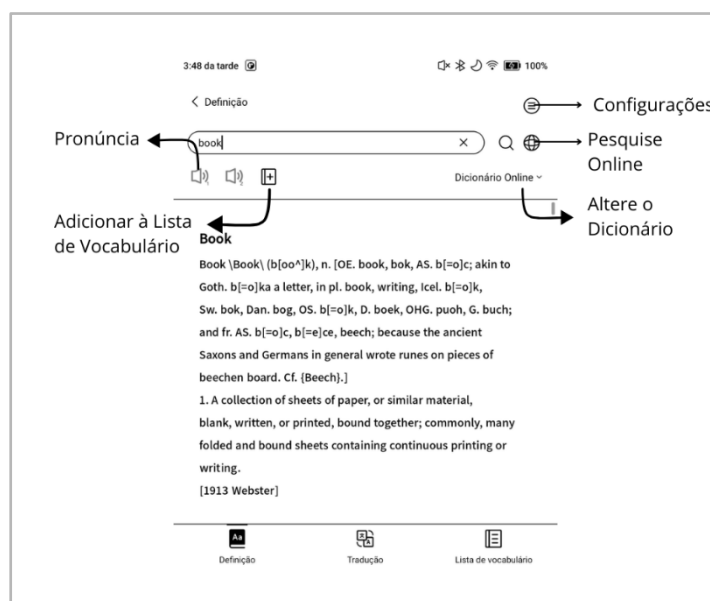 3:48 da tarde
100%
Definição
Configurações
Pronúncia
book
Pesquise
Online
Dicionário Online
Adicionar à Lista
de Vocabulário
Altere o
Dicionário
Book
Book \Book\ (b[oo^]k), n. [OE. book, bok, AS. b[=o]c; akin to
Goth. b[=o]ka a letter, in pl. book, writing, Icel. b[=o]k,
Sw. bok, Dan. bog, OS. b[=o]k, D. boek, OHG. puoh, G. buch;
and fr. AS. b[=o]c, b[=e]ce, beech; because the ancient
Saxons and Germans in general wrote runes on pieces of
beechen board. Cf. {Beech}.]
1. A collection of sheets of paper, or similar material,
blank, written, or printed, bound together; commonly, many
folded and bound sheets containing continuous printing or
writing.
[1913 Webster]
Aa
Definição
Tradução
Lista de vocabulário